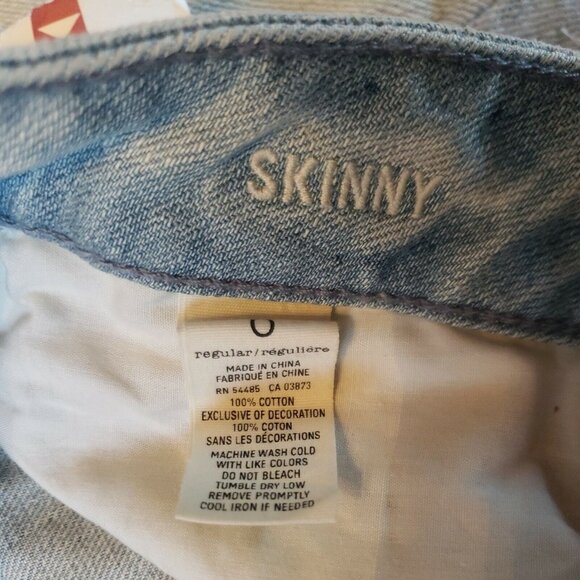 SKINNY
regular/régulière
MADE IN CHINA
FABRIQUÉ EN CHINE
RN 54485 CA 03873
100% COTTON
EXCLUSIVE OF DECORATION
100% COTON
SANS LES DÉCORATIONS
MACHINE WASH COLD
WITH LIKE COLORS
DO NOT BLEACH
TUMBLE DRY LOW
REMOVE PROMPTLY
COOL IRON IF NEEDED